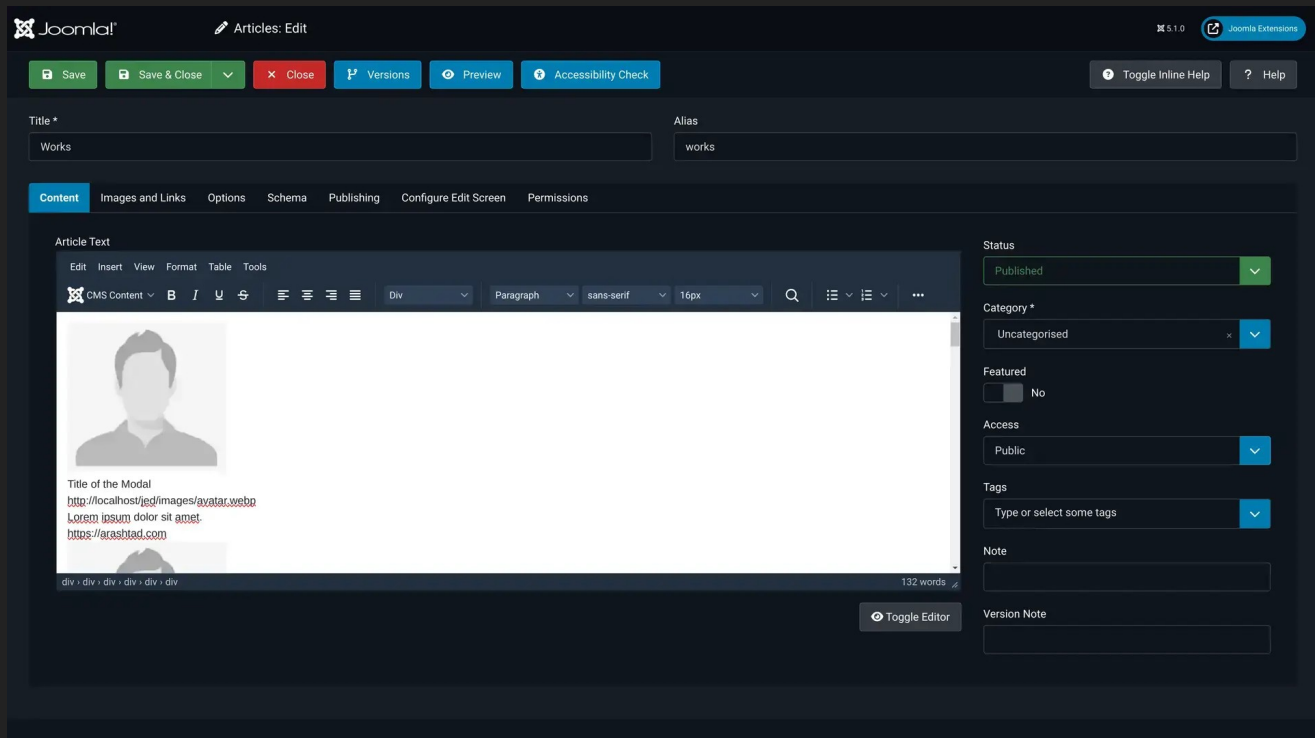 Joomla!®
Articles: Edit
5.1.0
Joomla Extensions
Save
Save & Close
Close
Versions
Preview
Accessibility Check
Toggle Inline Help
? Help
Title *
Alias
Works
works
Content
Images and Links
Options
Schema
Publishing
Configure Edit Screen
Permissions
Article Text
Edit
Insert
View
Format
Table
Tools
CMS Content
B
I
U
S
Div
Paragraph
sans-serif
16px
Title of the Modal
http://localhost/jed/images/avatar.webp
Lorem ipsum dolor sit amet.
https://arashtad.com
div › div › div › div › div › div
132 words
Toggle Editor
Status
Published
Category *
Uncategorised
Featured
No
Access
Public
Tags
Type or select some tags
Note
Version Note